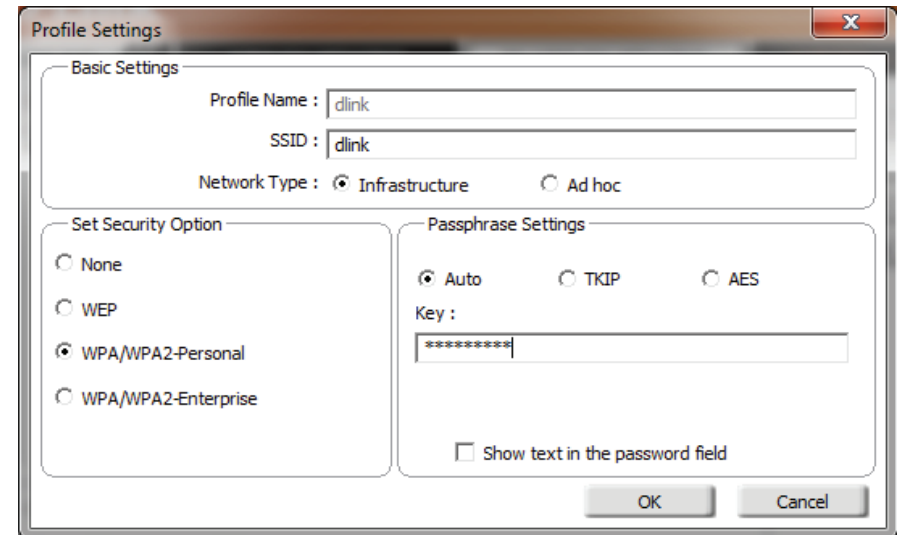 Profile Settings
Basic Settings
Profile Name : dlink
SSID : dlink
Network Type : Infrastructure Ad hoc
Set Security Option
None
WEP
WPA/WPA2-Personal
WPA/WPA2-Enterprise
Passphrase Settings
Auto TKIP AES
Key :
*********
Show text in the password field
OK Cancel